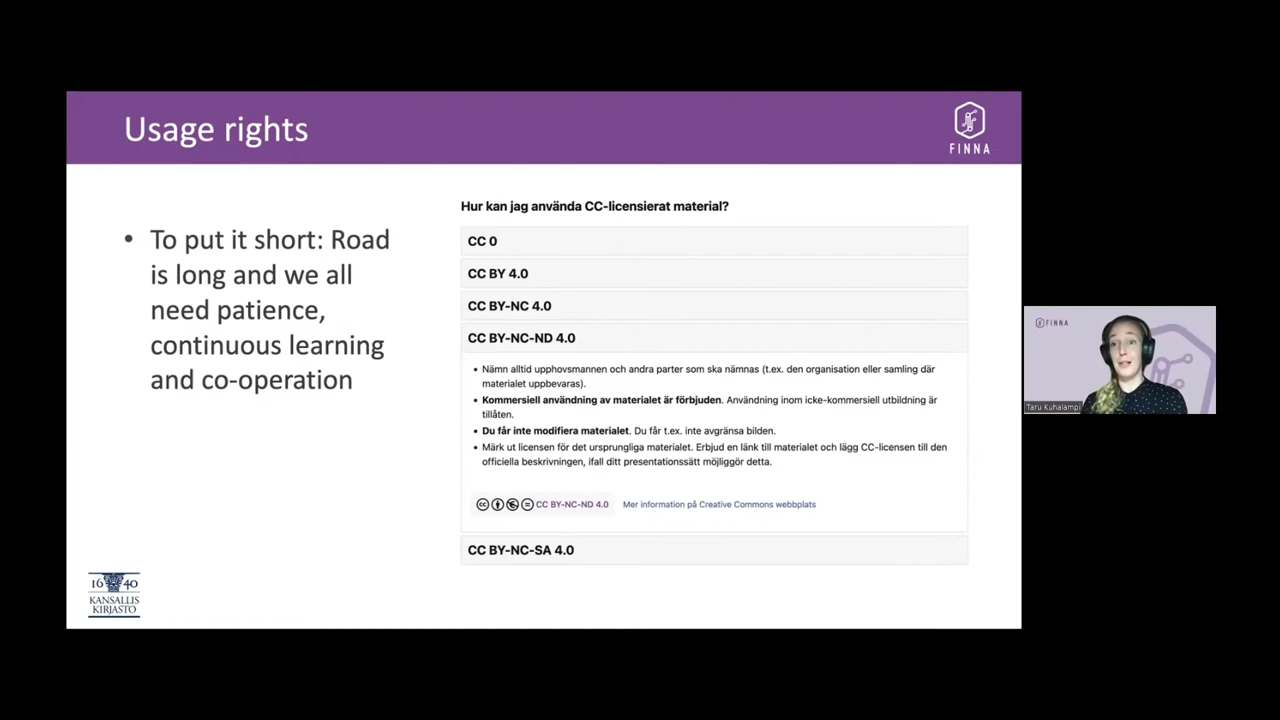 Usage rights
FINNA
• To put it short: Road
is long and we all
need patience,
continuous learning
and co-operation
Hur kan jag använda CC-licensierat material?
CC 0
CC BY 4.0
CC BY-NC 4.0
CC BY-NC-ND 4.0
• Nämn alltid upphovsmannen och andra parter som ska nämnas (t.ex. den organisation eller samling där
materialet uppbevaras).
• Kommersiell användning av materialet är förbjuden. Användning inom icke-kommersiell utbildning är
tillåten.
• Du får inte modifiera materialet. Du får t.ex. inte avgränsa bilden.
• Märk ut licensen för det ursprungliga materialet. Erbjud en länk till materialet och lägg CC-licensen till den
officiella beskrivningen, ifall ditt presentationssätt möjliggör detta.
CC BY-NC-ND 4.0 Mer information på Creative Commons webbplats
CC BY-NC-SA 4.0
1640
KANSALLIS
KIRJASTO
FINNA
Taru Kuhalampi